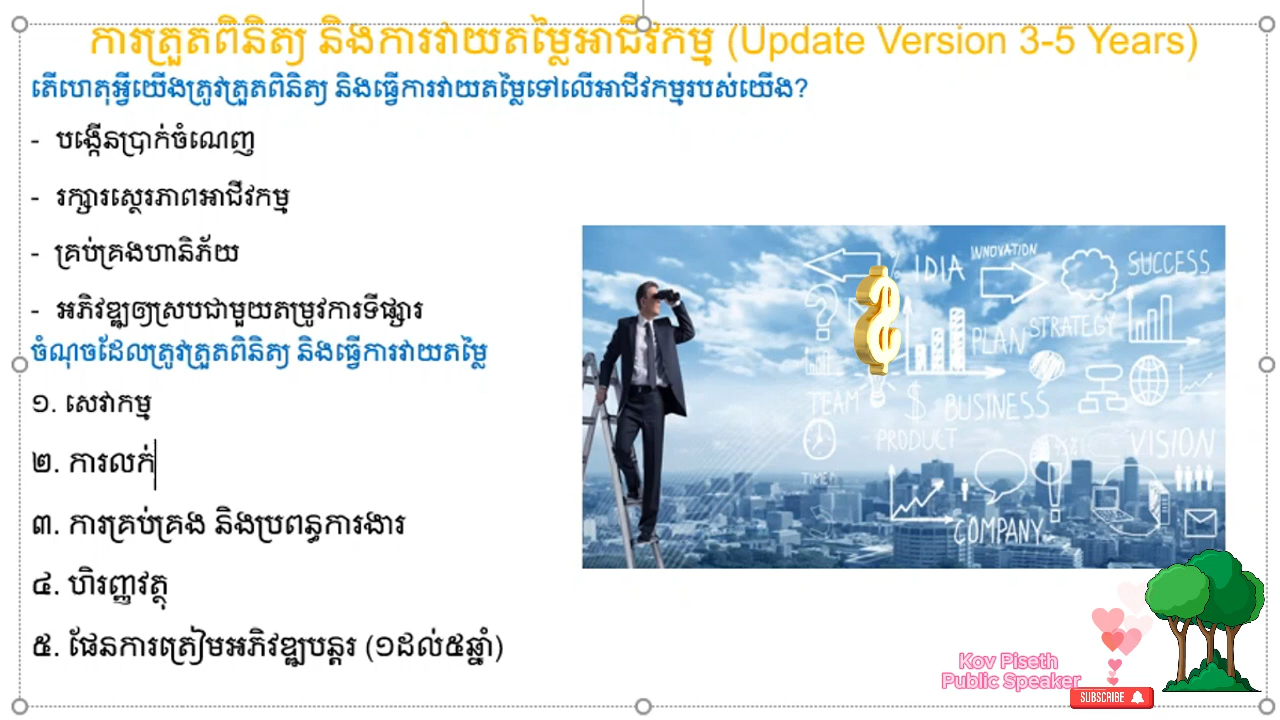 ការត្រួតពិនិត្យ និងការវាយតម្លៃអាជីវកម្ម (Update Version 3-5 Years)
តើហេតុអ្វីយើងត្រូវត្រួតពិនិត្យ និងធ្វើការវាយតម្លៃទៅលើអាជីវកម្មរបស់យើង?
- បង្កើនប្រាក់ចំណេញ
- រក្សារស្ថេរភាពអាជីវកម្ម
- គ្រប់គ្រងហានិភ័យ
- អភិវឌ្ឍឲ្យស្របជាមួយតម្រូវការទីផ្សារ
ចំណុចដែលត្រូវត្រួតពិនិត្យ និងធ្វើការវាយតម្លៃ
១. សេវាកម្ម
២. ការលក់
៣. ការគ្រប់គ្រង និងប្រពន្ធការងារ
៤. ហិរញ្ញវត្ថុ
៥. ផែនការត្រៀមអភិវឌ្ឍបន្តរ (១ដល់៥ឆ្នាំ)
IDIA
INNOVATION
SUCCESS
PLAN
STRATEGY
TEAM
$ BUSINESS
PRODUCT
VISION
COMPANY
Kov Piseth
Public Speaker
SUBSCRIBE